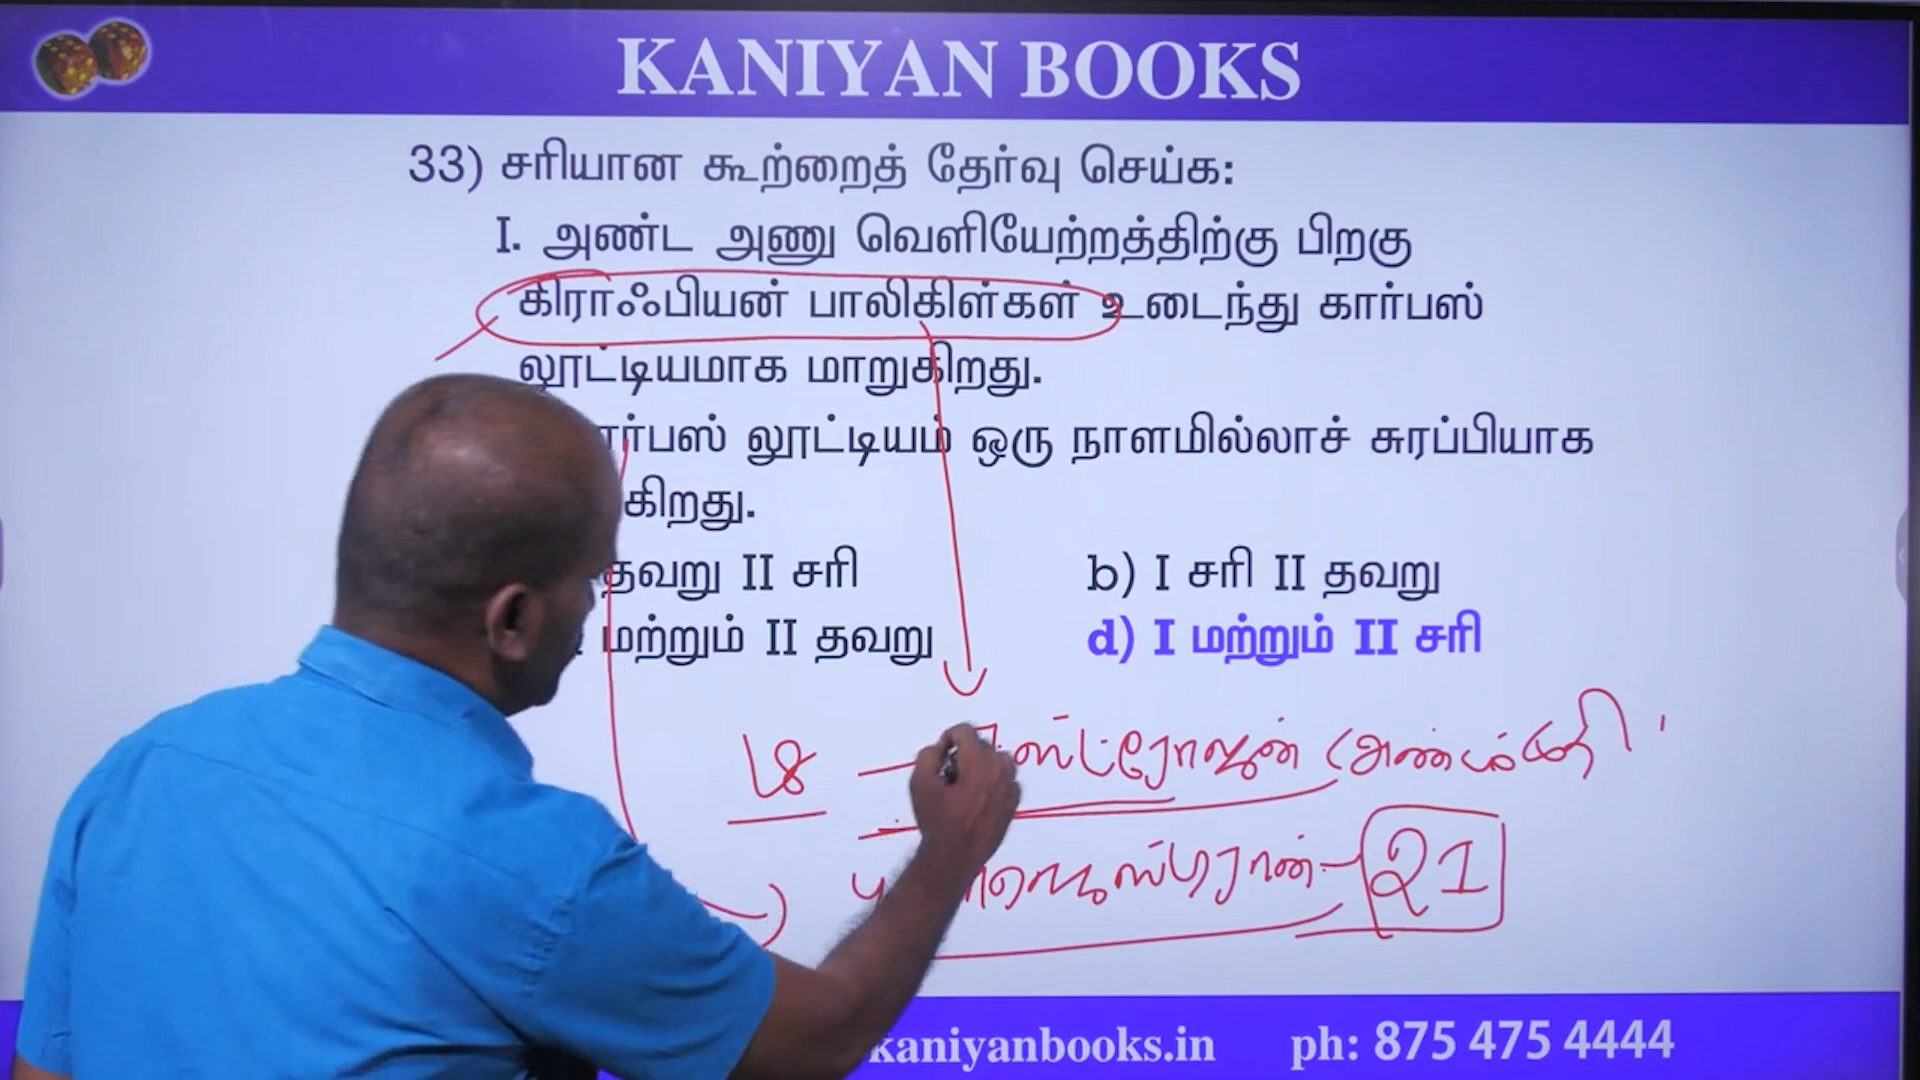 KANIYAN BOOKS
33) சரியான கூற்றைத் தேர்வு செய்க:
I. அண்ட அணு வெளியேற்றத்திற்கு பிறகு
கிராஃபியன் பாலிகிள்கள் உடைந்து கார்பஸ்
லூட்டியமாக மாறுகிறது.
ர்பஸ் லூட்டியம் ஒரு நாளமில்லாச் சுரப்பியாக
கிறது.
தவறு II சரி
b) I சரி II தவறு
மற்றும் II தவறு
d) I மற்றும் II சரி
21
kaniyanbooks.in
ph: 875 475 4444